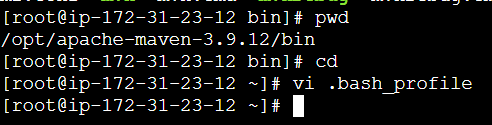 [root@ip-172-31-23-12 bin]# pwd
/opt/apache-maven-3.9.12/bin
[root@ip-172-31-23-12 bin]# cd
[root@ip-172-31-23-12 ~]# vi .bash_profile
[root@ip-172-31-23-12 ~]#